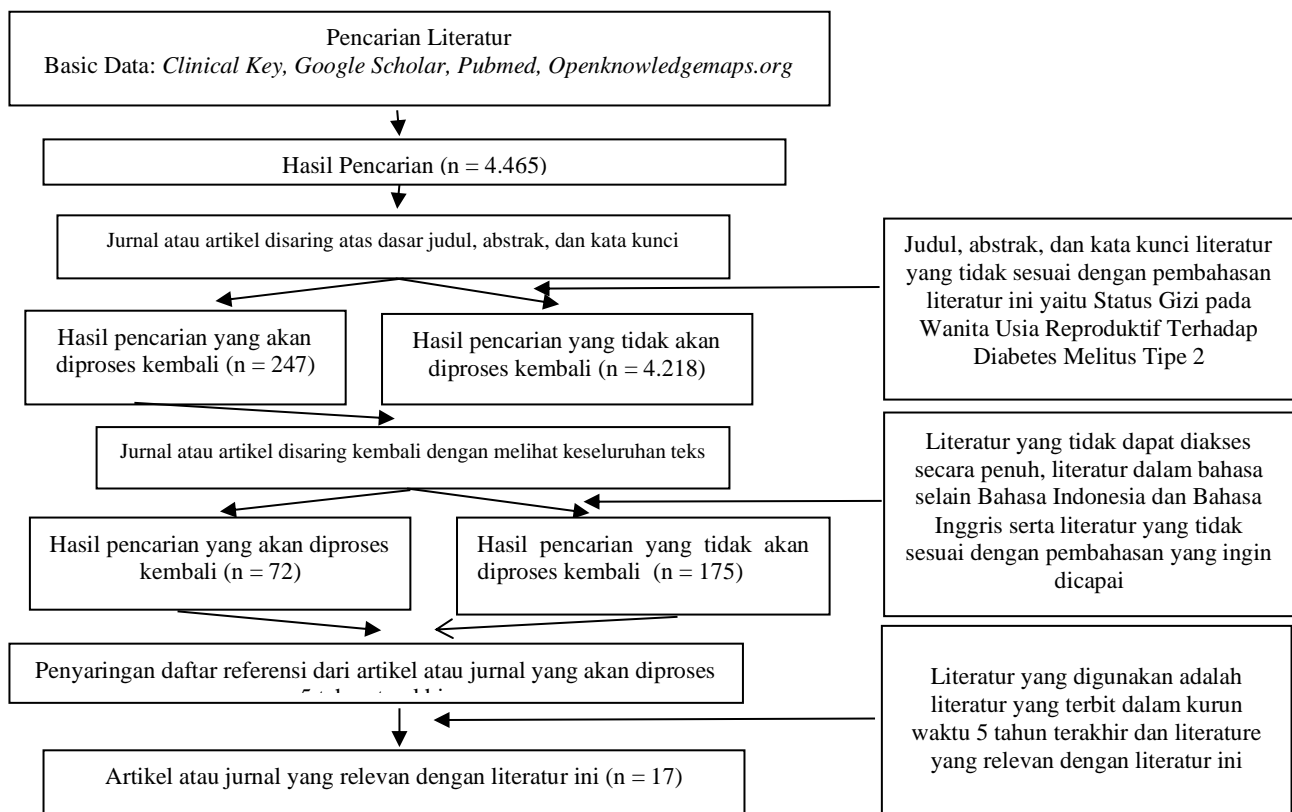 Pencarian Literatur
Basic Data: Clinical Key, Google Scholar, Pubmed, Openknowledgemaps.org
Hasil Pencarian (n = 4.465)
Jurnal atau artikel disaring atas dasar judul, abstrak, dan kata kunci
Judul, abstrak, dan kata kunci literatur
yang tidak sesuai dengan pembahasan
literatur ini yaitu Status Gizi pada
Wanita Usia Reproduktif Terhadap
Diabetes Melitus Tipe 2
Hasil pencarian yang akan
diproses kembali (n = 247)
Hasil pencarian yang tidak akan
diproses kembali (n = 4.218)
Jurnal atau artikel disaring kembali dengan melihat keseluruhan teks
Literatur yang tidak dapat diakses
secara penuh, literatur dalam bahasa
selain Bahasa Indonesia dan Bahasa
Inggris serta literatur yang tidak
sesuai dengan pembahasan yang ingin
dicapai
Hasil pencarian yang akan diproses
kembali (n = 72)
Hasil pencarian yang tidak akan
diproses kembali (n = 175)
Penyaringan daftar referensi dari artikel atau jurnal yang akan diproses
Literatur yang digunakan adalah
literatur yang terbit dalam kurun
waktu 5 tahun terakhir dan literature
yang relevan dengan literatur ini
Artikel atau jurnal yang relevan dengan literatur ini (n = 17)